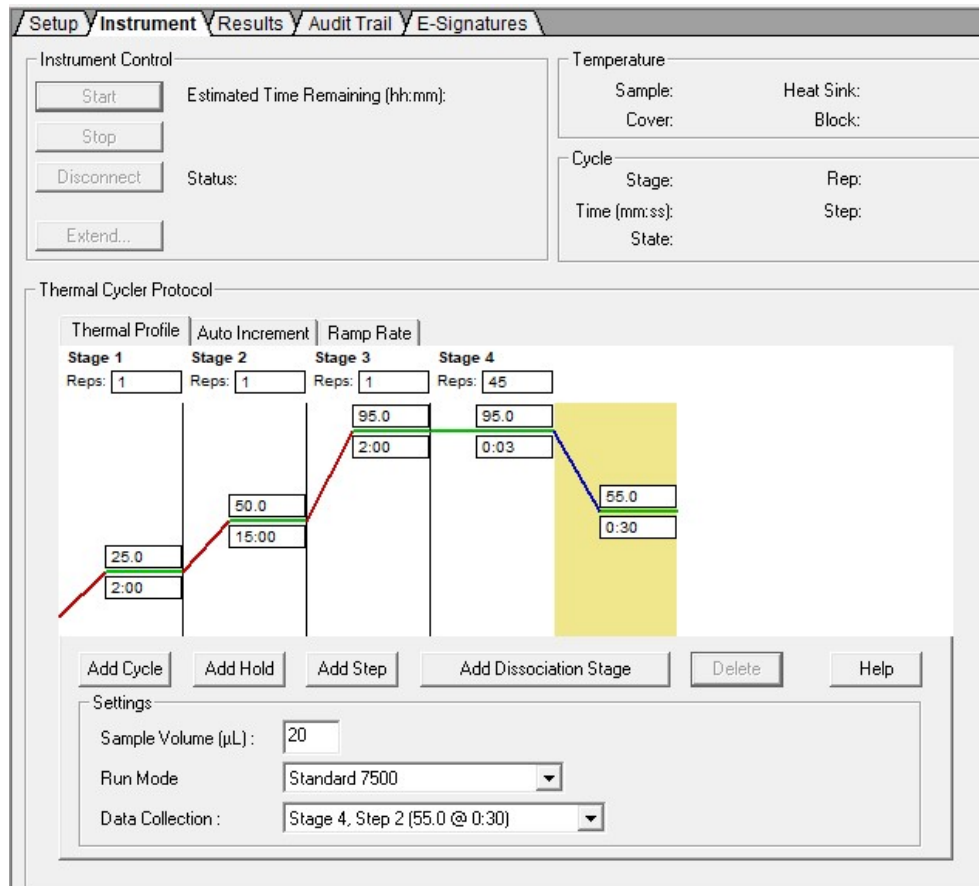 Setup Instrument Results Audit Trail E-Signatures
Instrument Control
Start Estimated Time Remaining (hh:mm):
Stop
Disconnect Status:
Extend...
Temperature
Sample: Heat Sink:
Cover: Block:
Cycle
Stage: Rep:
Time (mm:ss): Step:
State:
Thermal Cycler Protocol
Thermal Profile Auto Increment Ramp Rate
Stage 1 Stage 2 Stage 3 Stage 4
Reps: 1 Reps: 1 Reps: 1 Reps: 45
95.0 95.0
2:00 0:03
50.0 55.0
15:00 0:30
25.0
2:00
Add Cycle Add Hold Add Step Add Dissociation Stage Delete Help
Settings
Sample Volume (µL) : 20
Run Mode Standard 7500
Data Collection : Stage 4, Step 2 (55.0 @ 0:30)